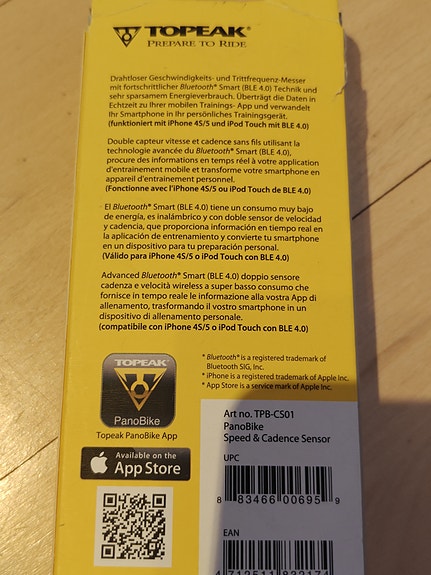 TOPEAK®
PREPARE TO RIDE
Drahtloser Geschwindigkeits- und Trittfrequenz-Messer
mit fortschrittlicher Bluetooth® Smart (BLE 4.0) Technik und
sehr sparsamem Energieverbrauch. Überträgt die Daten in
Echtzeit zu Ihrer mobilen Trainings- App und verwandelt
Ihr Smartphone in Ihr persönliches Trainingsgerät.
(funktioniert mit iPhone 4S/5 und iPod Touch mit BLE 4.0)
Double capteur vitesse et cadence sans fils utilisant la
technologie avancée du Bluetooth® Smart (BLE 4.0),
procure des informations en temps réel à votre application
d'entrainement mobile et transforme votre smartphone en
appareil d'entrainement personnel.
(Fonctionne avec l'iPhone 4S/5 ou iPod Touch de BLE 4.0)
El Bluetooth® Smart (BLE 4.0) tiene un consumo muy bajo
de energía, es inalámbrico y con doble sensor de velocidad
y cadencia, que proporciona información en tiempo real en
la aplicación de entrenamiento y convierte tu smartphone
en un dispositivo para tu preparación personal.
(Válido para iPhone 4S/5 o iPod Touch con BLE 4.0)
Advanced Bluetooth® Smart (BLE 4.0) doppio sensore
cadenza e velocità wireless a super basso consumo che
fornisce in tempo reale le informazione alla vostra App di
allenamento, trasformando il vostro smartphone in un
dispositivo di allenamento personale.
(compatibile con iPhone 4S/5 o iPod Touch con BLE 4.0)
TOPEAK
PanoBike
Topeak PanoBike App
* Bluetooth® is a registered trademark of
Bluetooth SIG, Inc.
* iPhone is a registered trademark of Apple Inc.
* App Store is a service mark of Apple Inc.
Available on the
App Store
Art no. TPB-CS01
PanoBike
Speed & Cadence Sensor
UPC
8 83466 00695 9
EAN
4 712511 832174